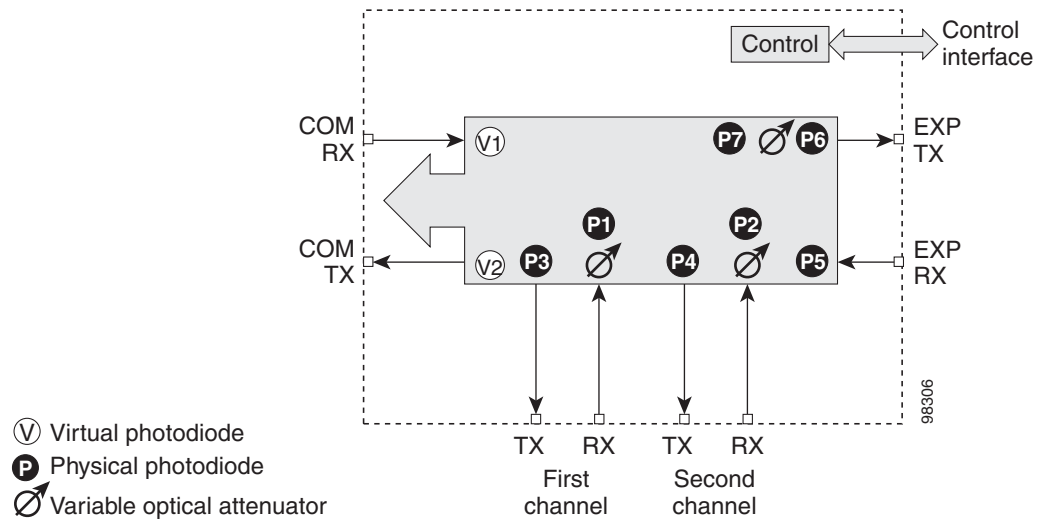 Control
Control
interface
COM
RX
V1
P7
P6
EXP
TX
P1
P2
COM
TX
V2
P3
P4
P5
EXP
RX
98306
TX
RX
TX
RX
First
channel
Second
channel
V Virtual photodiode
P Physical photodiode
Variable optical attenuator